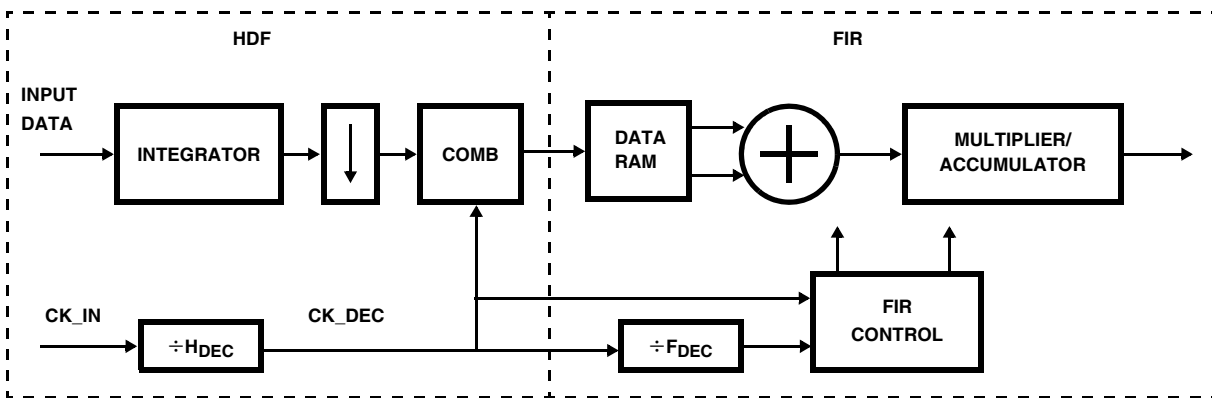 HDF
FIR
INPUT
DATA
INTEGRATOR
COMB
DATA
RAM
MULTIPLIER/
ACCUMULATOR
CK_IN
÷HDEC
CK_DEC
÷FDEC
FIR
CONTROL